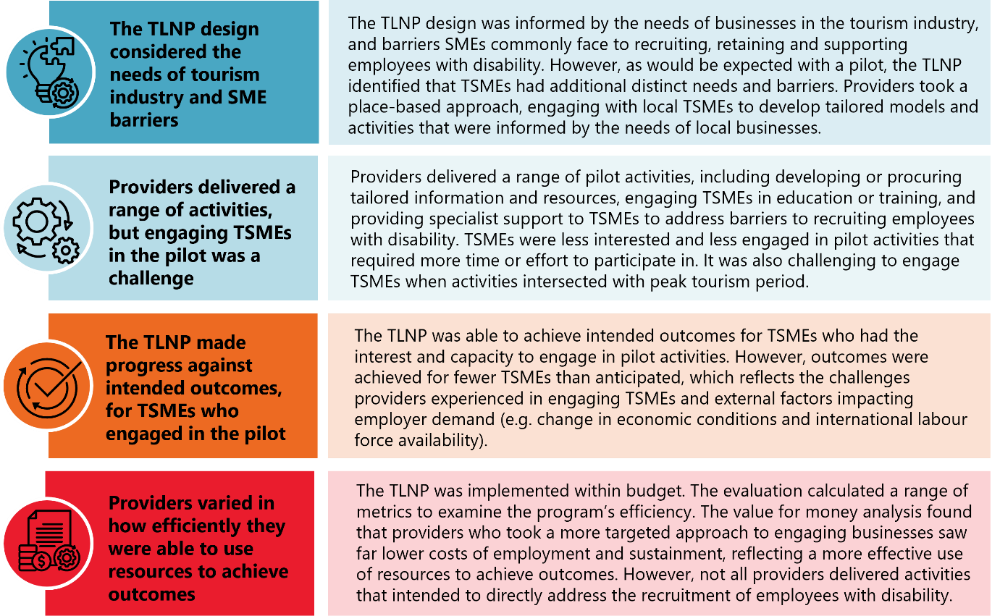 The TLNP design
considered the
needs of tourism
industry and SME
barriers
The TLNP design was informed by the needs of businesses in the tourism industry,
and barriers SMEs commonly face to recruiting, retaining and supporting
employees with disability. However, as would be expected with a pilot, the TLNP
identified that TSMEs had additional distinct needs and barriers. Providers took a
place-based approach, engaging with local TSMEs to develop tailored models and
activities that were informed by the needs of local businesses.
Providers delivered a
range of activities,
but engaging TSMEs
in the pilot was a
challenge
Providers delivered a range of pilot activities, including developing or procuring
tailored information and resources, engaging TSMEs in education or training, and
providing specialist support to TSMEs to address barriers to recruiting employees
with disability. TSMEs were less interested and less engaged in pilot activities that
required more time or effort to participate in. It was also challenging to engage
TSMEs when activities intersected with peak tourism period.
The TLNP made
progress against
intended outcomes,
for TSMEs who
engaged in the pilot
The TLNP was able to achieve intended outcomes for TSMEs who had the
interest and capacity to engage in pilot activities. However, outcomes were
achieved for fewer TSMEs than anticipated, which reflects the challenges
providers experienced in engaging TSMEs and external factors impacting
employer demand (e.g. change in economic conditions and international labour
force availability).
Providers varied in
how efficiently they
were able to use
resources to achieve
outcomes
The TLNP was implemented within budget. The evaluation calculated a range of
metrics to examine the program's efficiency. The value for money analysis found
that providers who took a more targeted approach to engaging businesses saw
far lower costs of employment and sustainment, reflecting a more effective use
of resources to achieve outcomes. However, not all providers delivered activities
that intended to directly address the recruitment of employees with disability.
$